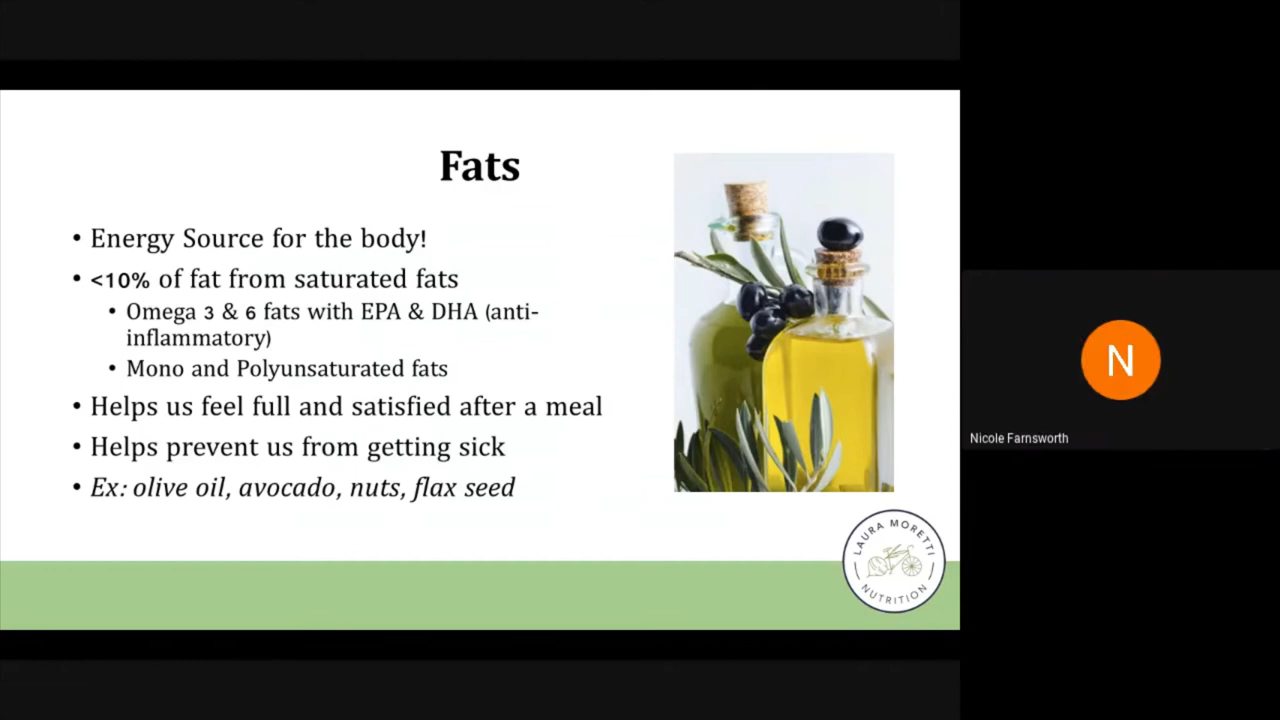 Fats
• Energy Source for the body!
• <10% of fat from saturated fats
• Omega 3 & 6 fats with EPA & DHA (anti-
inflammatory)
• Mono and Polyunsaturated fats
• Helps us feel full and satisfied after a meal
• Helps prevent us from getting sick
• Ex: olive oil, avocado, nuts, flax seed
LAURA MORETTI
NUTRITION
N
Nicole Farnsworth